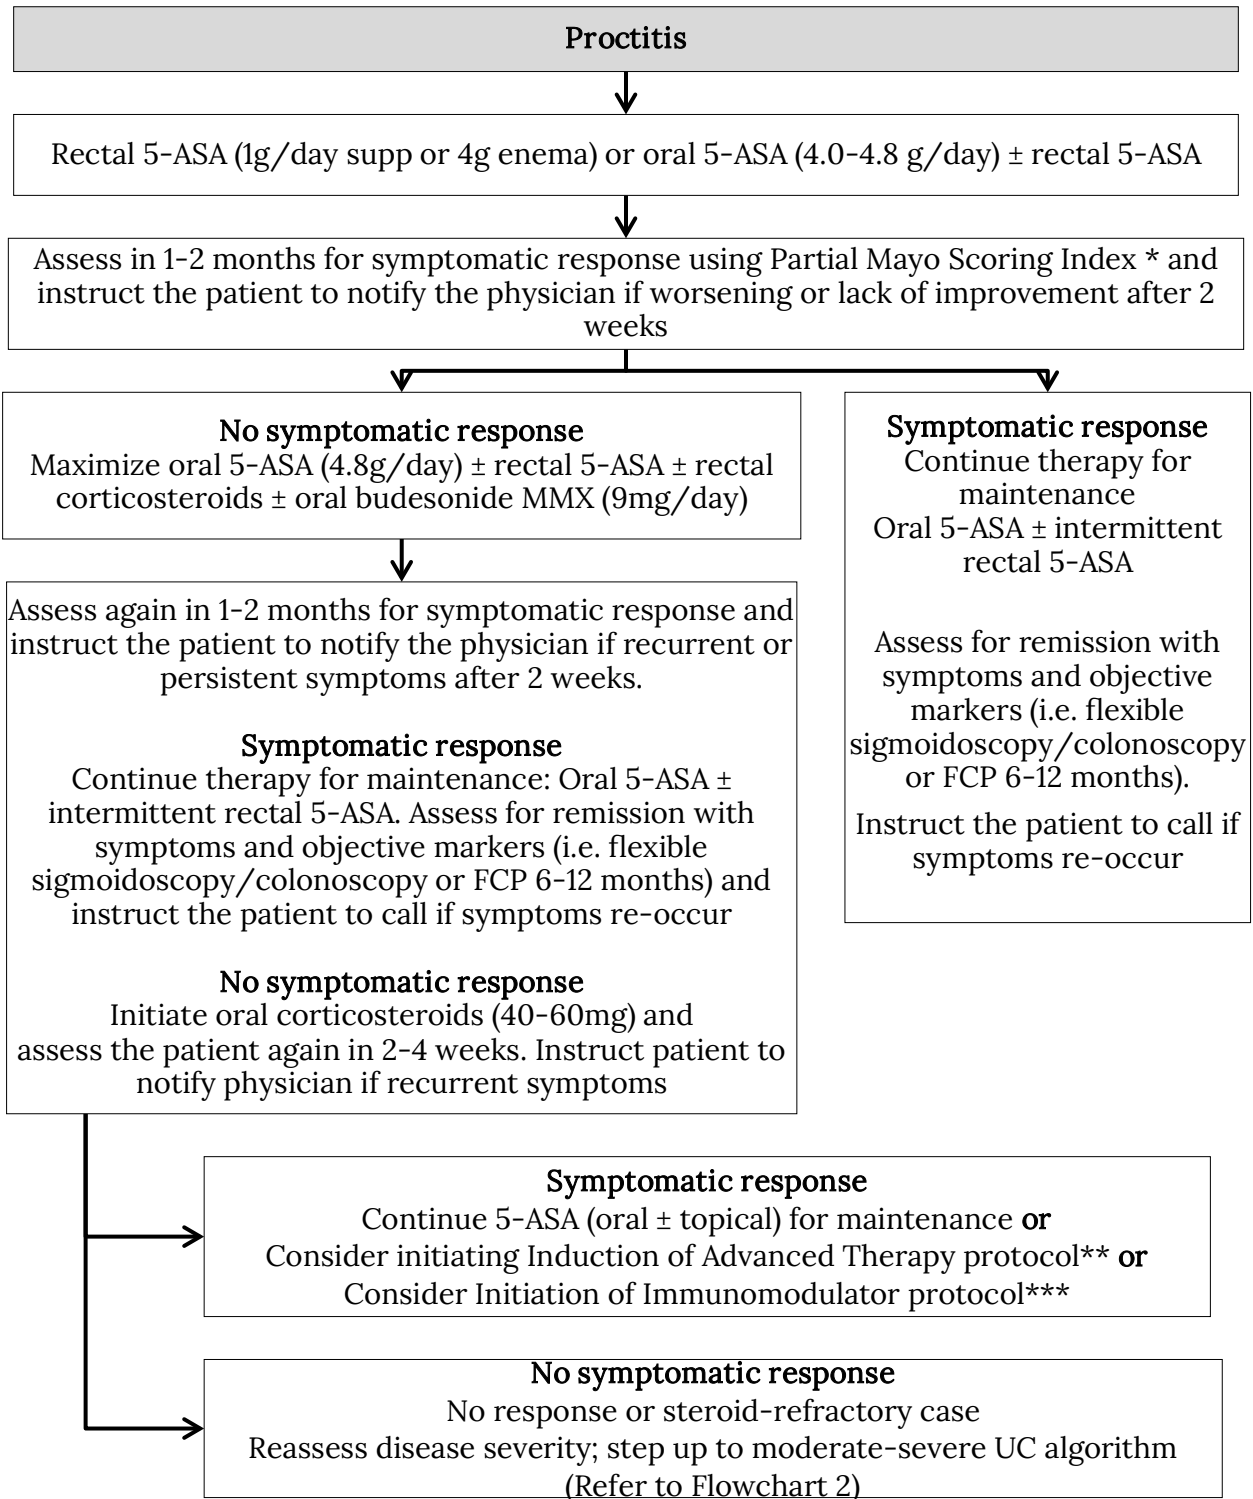 Proctitis
Rectal 5-ASA (1g/day supp or 4g enema) or oral 5-ASA (4.0-4.8 g/day) ± rectal 5-ASA
Assess in 1-2 months for symptomatic response using Partial Mayo Scoring Index * and
instruct the patient to notify the physician if worsening or lack of improvement after 2
weeks
No symptomatic response
Maximize oral 5-ASA (4.8g/day) ± rectal 5-ASA ± rectal
corticosteroids ± oral budesonide MMX (9mg/day)
Symptomatic response
Continue therapy for
maintenance
Oral 5-ASA ± intermittent
rectal 5-ASA
Assess for remission with
symptoms and objective
markers (i.e. flexible
sigmoidoscopy/colonoscopy
or FCP 6-12 months).
Instruct the patient to call if
symptoms re-occur
Assess again in 1-2 months for symptomatic response and
instruct the patient to notify the physician if recurrent or
persistent symptoms after 2 weeks.
Symptomatic response
Continue therapy for maintenance: Oral 5-ASA ±
intermittent rectal 5-ASA. Assess for remission with
symptoms and objective markers (i.e. flexible
sigmoidoscopy/colonoscopy or FCP 6-12 months) and
instruct the patient to call if symptoms re-occur
No symptomatic response
Initiate oral corticosteroids (40-60mg) and
assess the patient again in 2-4 weeks. Instruct patient to
notify physician if recurrent symptoms
Symptomatic response
Continue 5-ASA (oral ± topical) for maintenance or
Consider initiating Induction of Advanced Therapy protocol** or
Consider Initiation of Immunomodulator protocol***
No symptomatic response
No response or steroid-refractory case
Reassess disease severity; step up to moderate-severe UC algorithm
(Refer to Flowchart 2)